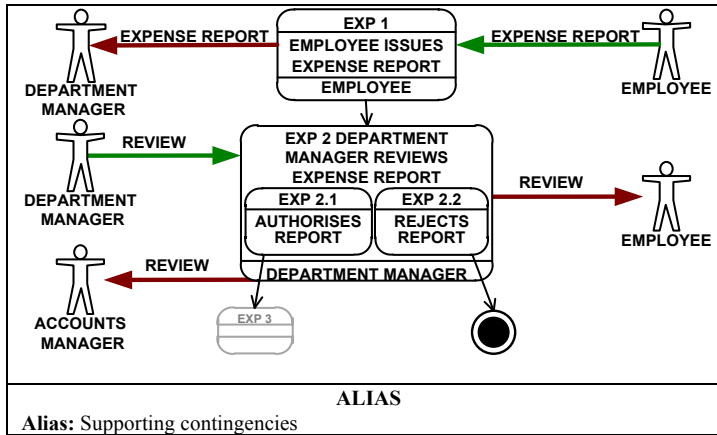 EXP 1
EXPENSE REPORT
EMPLOYEE ISSUES
EXPENSE REPORT
EXPENSE REPORT
EMPLOYEE
DEPARTMENT
MANAGER
EMPLOYEE
REVIEW
EXP 2 DEPARTMENT
MANAGER REVIEWS
EXPENSE REPORT
DEPARTMENT
MANAGER
REVIEW
EXP 2.1
AUTHORISES
REPORT
EXP 2.2
REJECTS
REPORT
EMPLOYEE
REVIEW
DEPARTMENT MANAGER
ACCOUNTS
MANAGER
EXP 3
ALIAS
Alias: Supporting contingencies